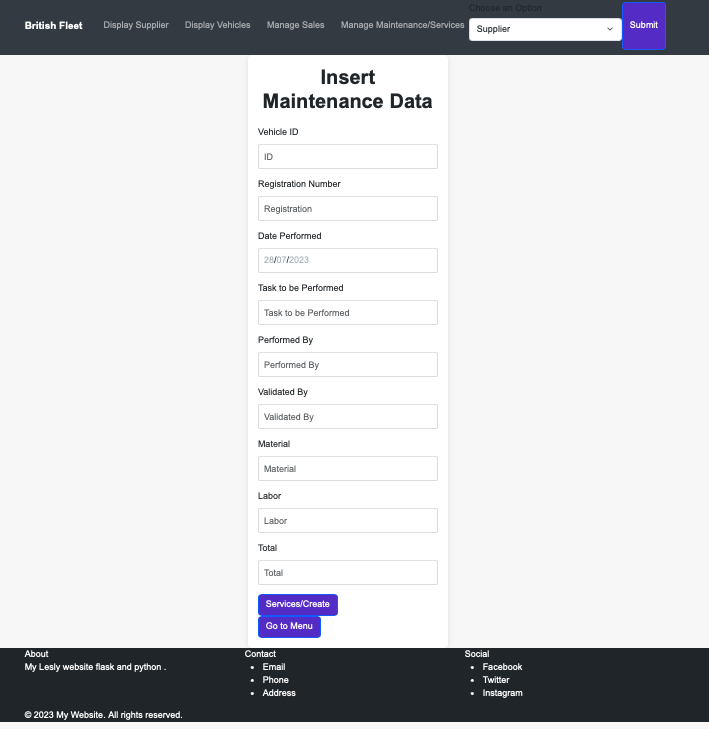 British Fleet Display Supplier Display Vehicles Manage Sales Manage Maintenance/Services
Choose an Option
Supplier
Submit
Insert
Maintenance Data
Vehicle ID
ID
Registration Number
Registration
Date Performed
28/07/2023
Task to be Performed
Task to be Performed
Performed By
Performed By
Validated By
Validated By
Material
Material
Labor
Labor
Total
Total
Services/Create
Go to Menu
About
My Lesly website flask and python .
Contact
Email
Phone
Address
Social
Facebook
Twitter
Instagram
© 2023 My Website. All rights reserved.